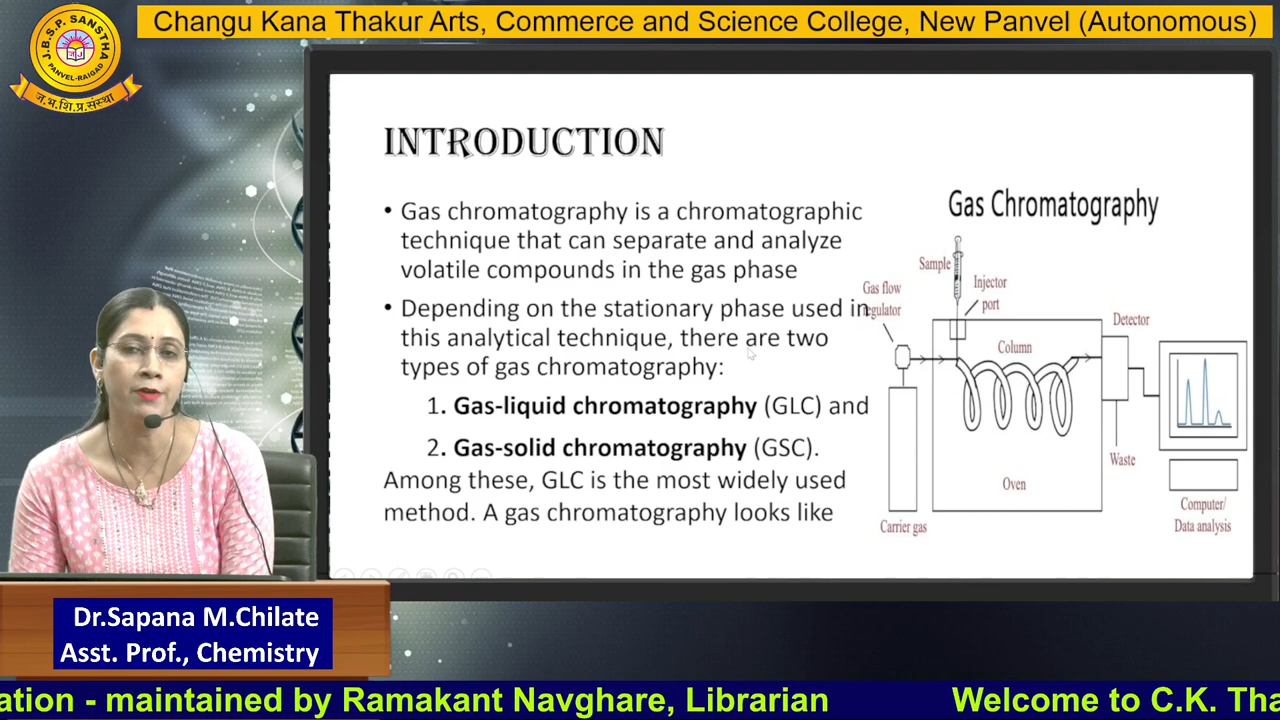 Changu Kana Thakur Arts, Commerce and Science College, New Panvel (Autonomous)
J.B.S.P. SANSTHA
PANVEL-RAIGAD
ज.भ.शि.प्र.संस्था
INTRODUCTION
• Gas chromatography is a chromatographic
technique that can separate and analyze
volatile compounds in the gas phase
• Depending on the stationary phase used in
this analytical technique, there are two
types of gas chromatography:
1. Gas-liquid chromatography (GLC) and
2. Gas-solid chromatography (GSC).
Among these, GLC is the most widely used
method. A gas chromatography looks like
Gas Chromatography
Sample
Injector
port
Gas flow
regulator
Detector
Column
Waste
Oven
Carrier gas
Computer/
Data analysis
Dr.Sapana M.Chilate
Asst. Prof., Chemistry
ation - maintained by Ramakant Navghare, Librarian
Welcome to C.K. Tha